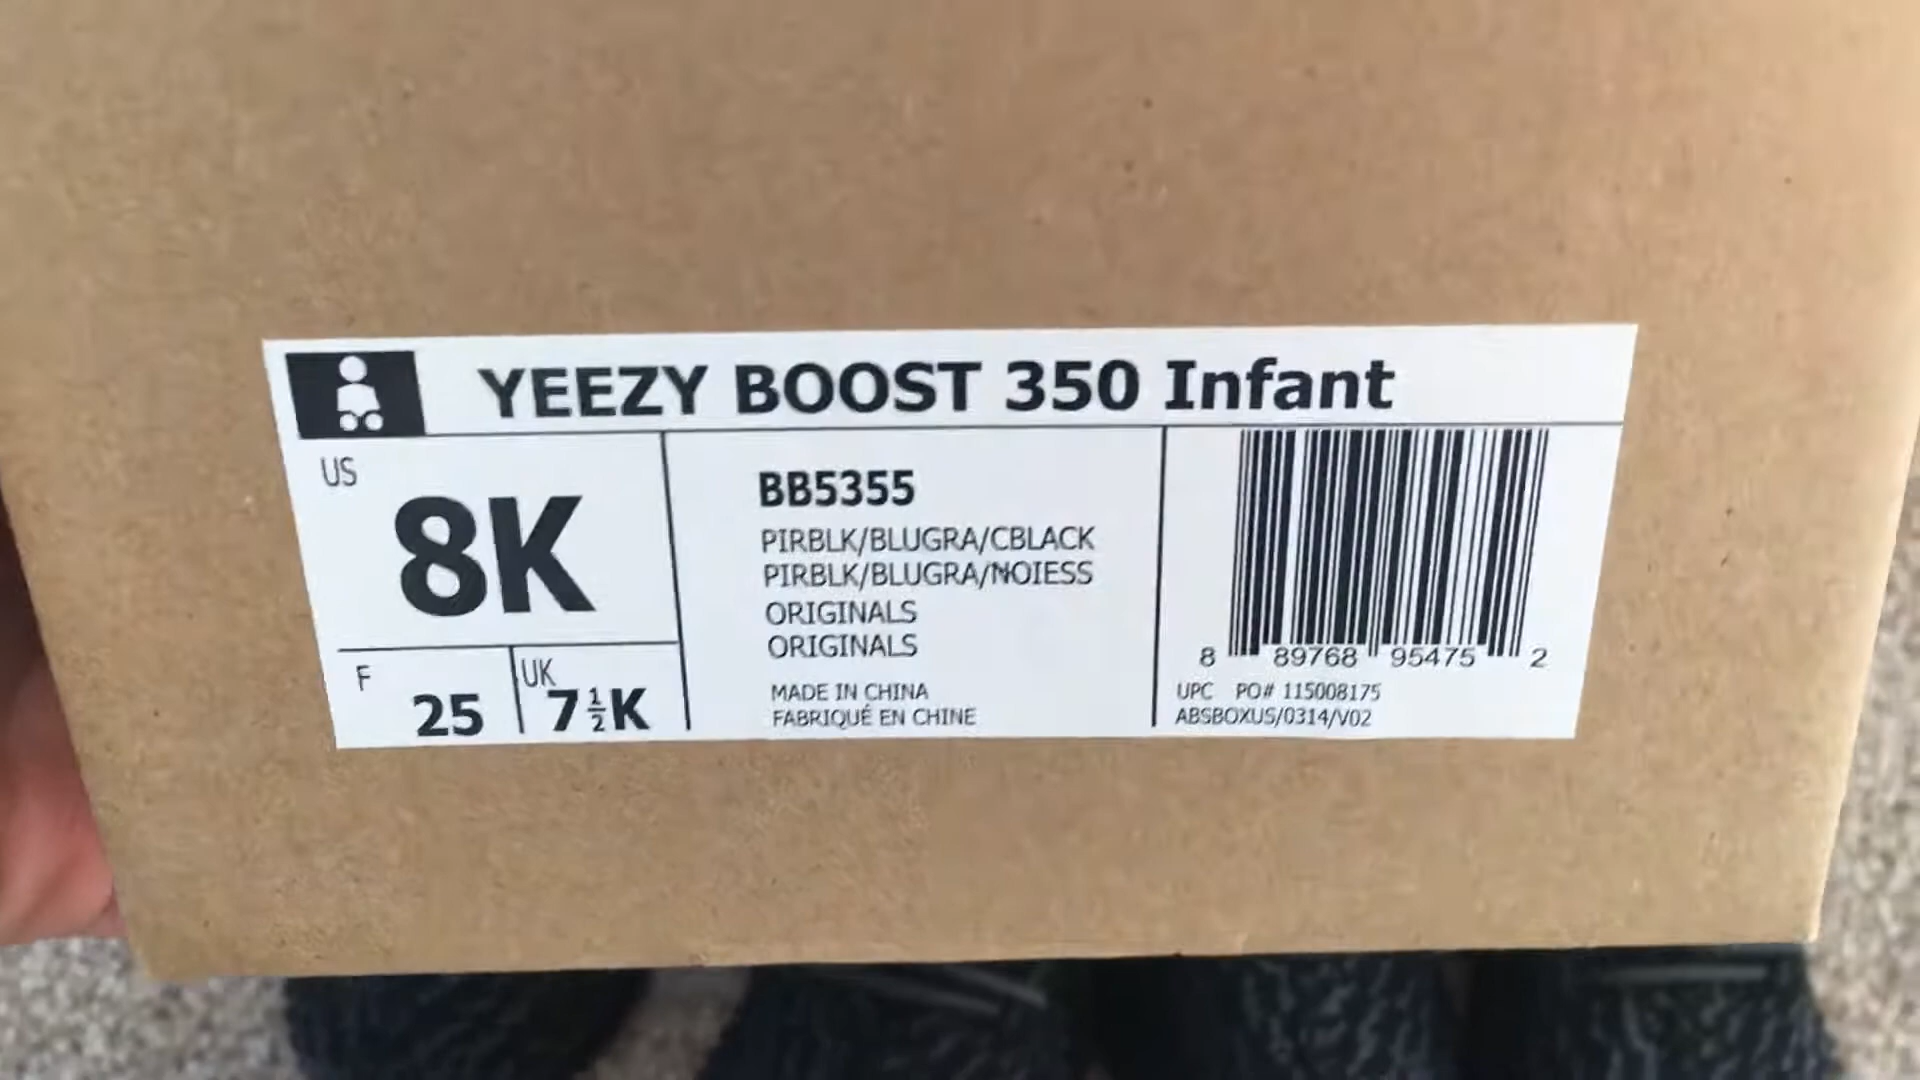 YEEZY BOOST 350 Infant
US
8K
F
25
UK
7½K
BB5355
PIRBLK/BLUGRA/CBLACK
PIRBLK/BLUGRA/NOIESS
ORIGINALS
ORIGINALS
MADE IN CHINA
FABRIQUÉ EN CHINE
8 89768 95475 2
UPC PO# 115008175
ABSBOXUS/0314/V02